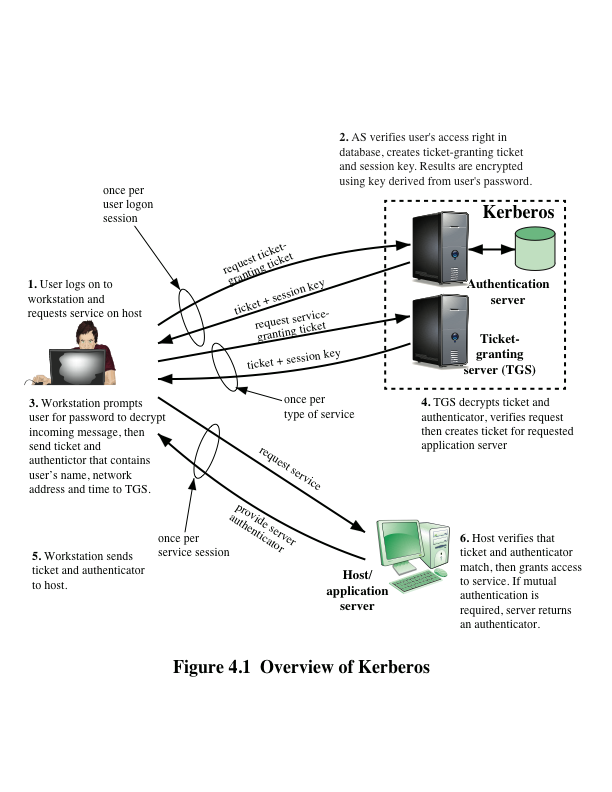 2. AS verifies user's access right in
database, creates ticket-granting ticket
and session key. Results are encrypted
using key derived from user's password.
once per
user logon
session
Kerberos
request ticket-
granting ticket
1. User logs on to
workstation and
requests service on host
ticket + session key
Authentication
server
request service-
granting ticket
ticket + session key
Ticket-
granting
server (TGS)
3. Workstation prompts
user for password to decrypt
incoming message, then
send ticket and
authentictor that contains
user's name, network
address and time to TGS.
once per
type of service
4. TGS decrypts ticket and
authenticator, verifies request
then creates ticket for requested
application server
request service
provide server
authenticator
once per
service session
5. Workstation sends
ticket and authenticator
to host.
Host/
application
server
6. Host verifies that
ticket and authenticator
match, then grants access
to service. If mutual
authentication is
required, server returns
an authenticator.
Figure 4.1 Overview of Kerberos